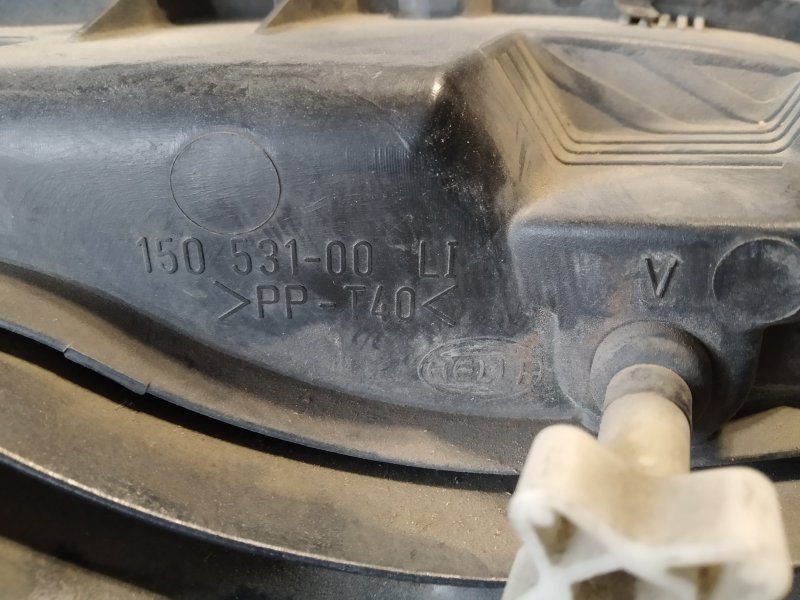 150 531-00 LI
>PP-T40<
V
HELLA